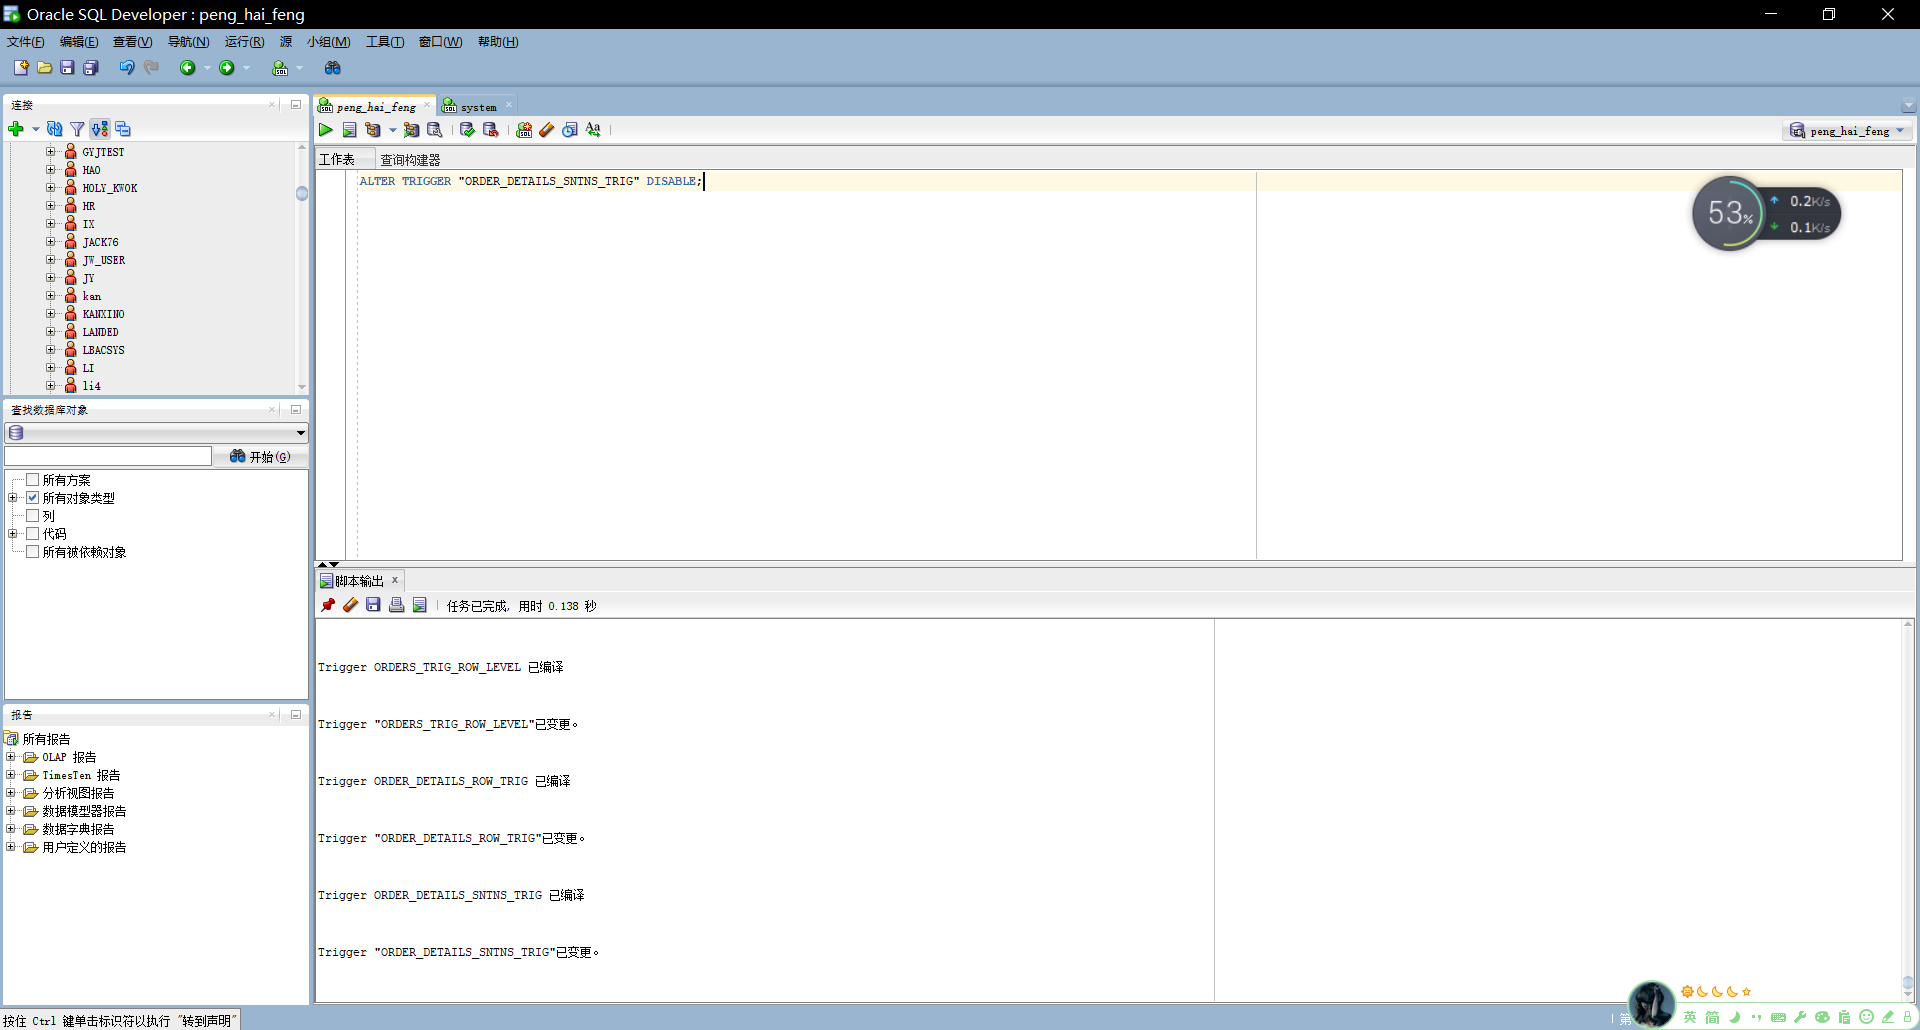 Oracle SQL Developer : peng_hai_feng
文件(F) 编辑(E) 查看(V) 导航(N) 运行(R) 源 小组(M) 工具(T) 窗口(W) 帮助(H)
连接
GYJTEST
HAO
HOLY_KWOK
HR
IX
JACK76
JW_USER
JY
kan
KANXINO
LANDED
LBACSYS
LI
li4
查找数据库对象
开始(G)
所有方案
所有对象类型
列
代码
所有被依赖对象
报告
所有报告
OLAP 报告
TimesTen 报告
分析视图报告
数据模型器报告
数据字典报告
用户定义的报告
peng_hai_feng system
peng_hai_feng
工作表 查询构建器
ALTER TRIGGER "ORDER_DETAILS_SNTNS_TRIG" DISABLE;
53% 0.2K/s
0.1K/s
脚本输出
任务已完成, 用时 0.138 秒
Trigger ORDERS_TRIG_ROW_LEVEL 已编译
Trigger "ORDERS_TRIG_ROW_LEVEL"已变更。
Trigger ORDER_DETAILS_ROW_TRIG 已编译
Trigger "ORDER_DETAILS_ROW_TRIG"已变更。
Trigger ORDER_DETAILS_SNTNS_TRIG 已编译
Trigger "ORDER_DETAILS_SNTNS_TRIG"已变更。
按住 Ctrl 键单击标识符以执行 "转到声明"
第
英 简